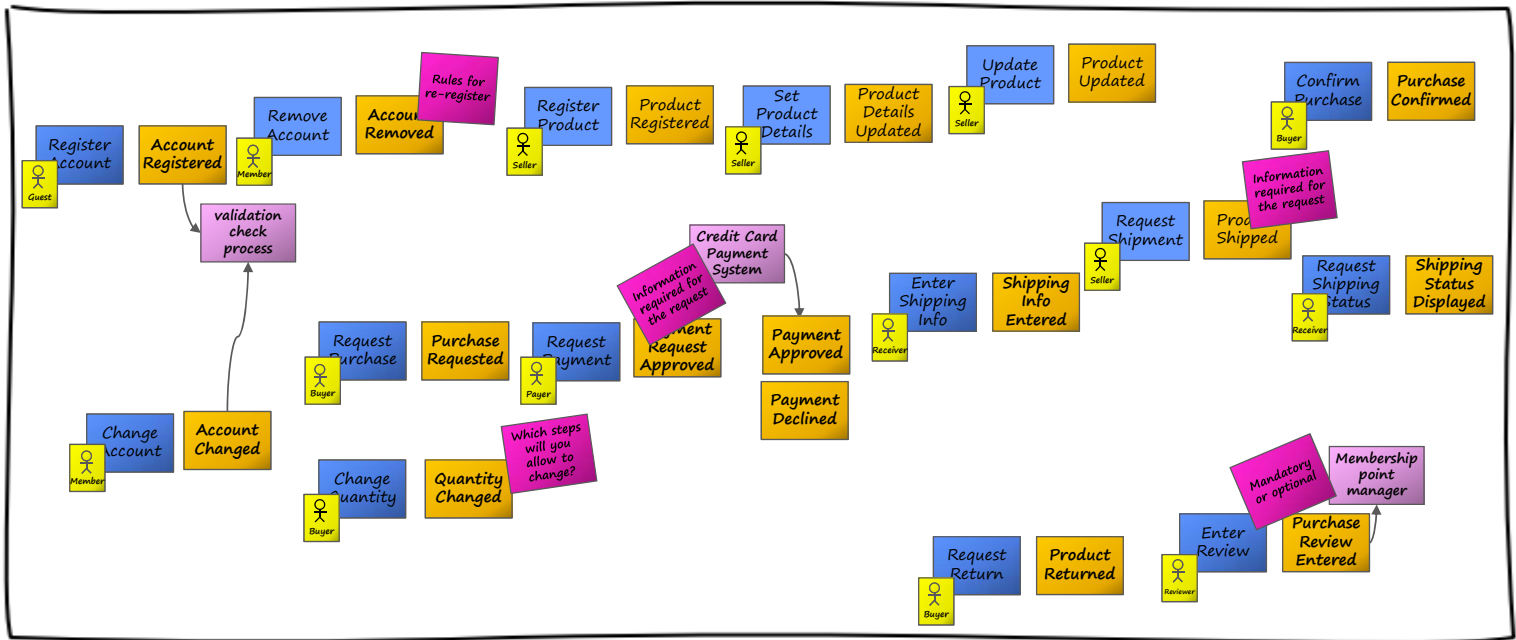 Register
Account
Guest
Account
Registered
Remove
Account
Member
Account
Removed
Rules for
re-register
validation
check
process
Register
Product
Seller
Product
Registered
Set
Product
Details
Seller
Product
Details
Updated
Update
Product
Seller
Product
Updated
Confirm
Purchase
Buyer
Purchase
Confirmed
Information
required for
the request
Request
Shipment
Seller
Product
Shipped
Request
Shipping
Status
Receiver
Shipping
Status
Displayed
Credit Card
Payment
System
Information
required for
the request
Enter
Shipping
Info
Receiver
Shipping
Info
Entered
Request
Purchase
Buyer
Purchase
Requested
Request
Payment
Payer
Payment
Request
Approved
Payment
Approved
Payment
Declined
Change
Account
Member
Account
Changed
Change
Quantity
Buyer
Quantity
Changed
Which steps
will you
allow to
change?
Request
Return
Buyer
Product
Returned
Mandatory
or optional
Membership
point
manager
Enter
Review
Reviewer
Purchase
Review
Entered